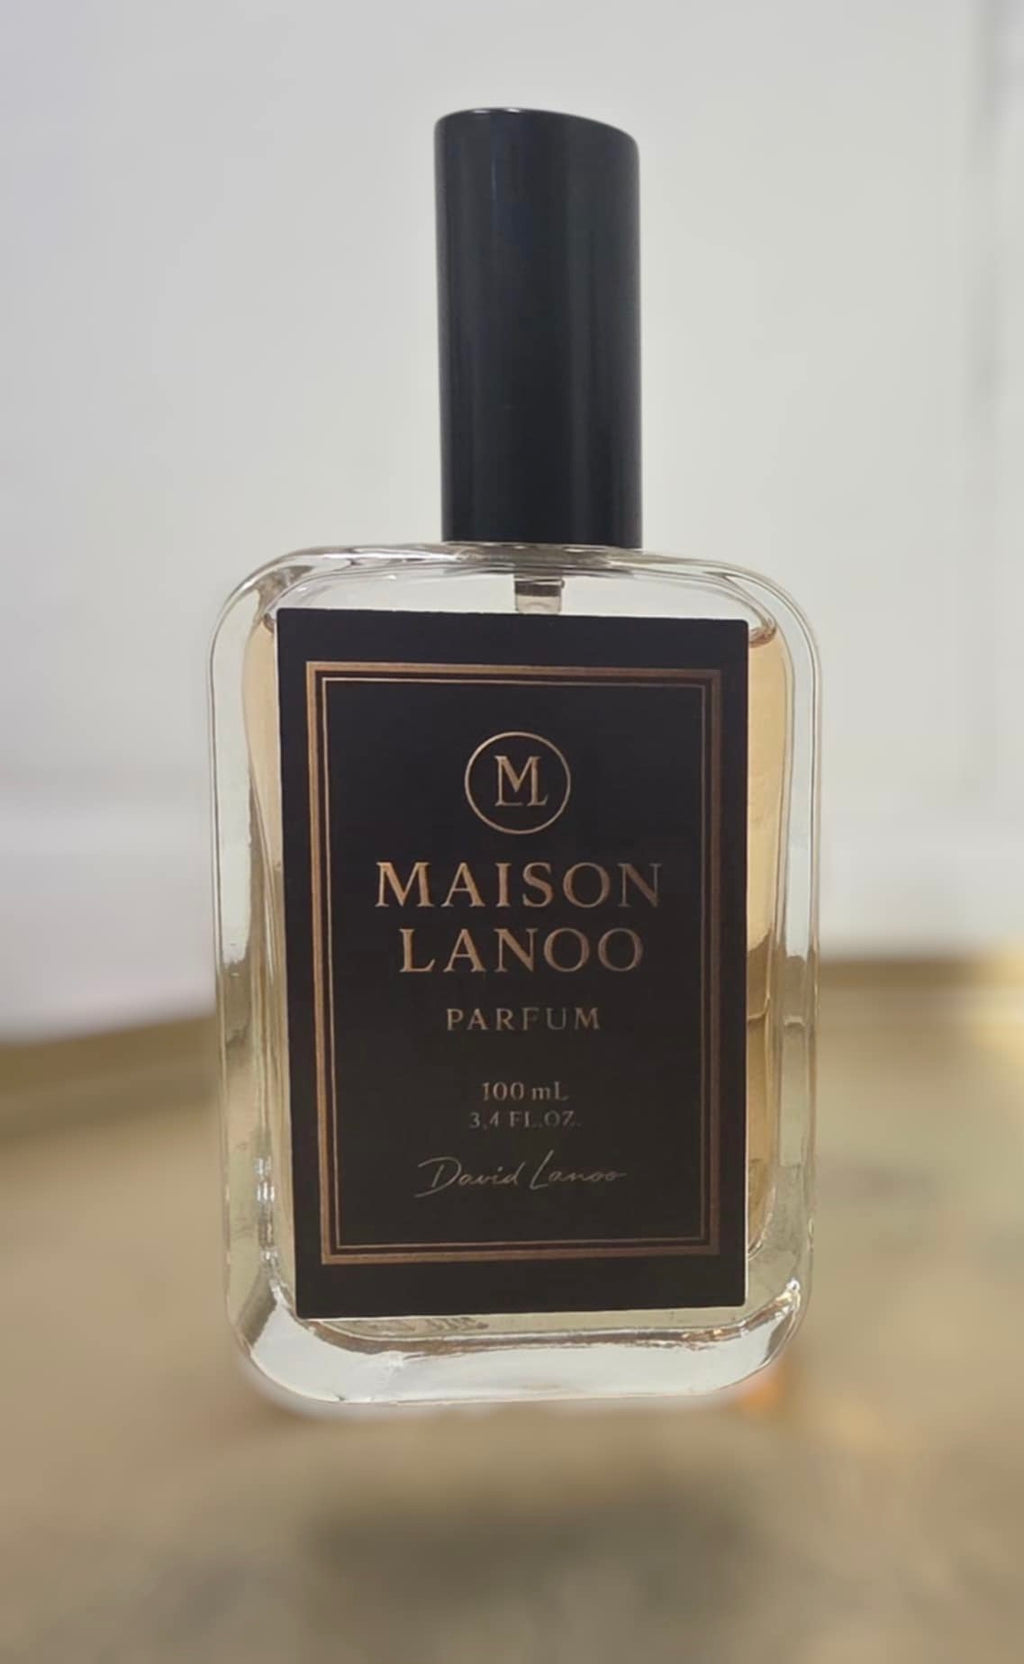 ML
MAISON
LANOO
PARFUM
100 mL
3,4 FL.OZ.
David Lanoo